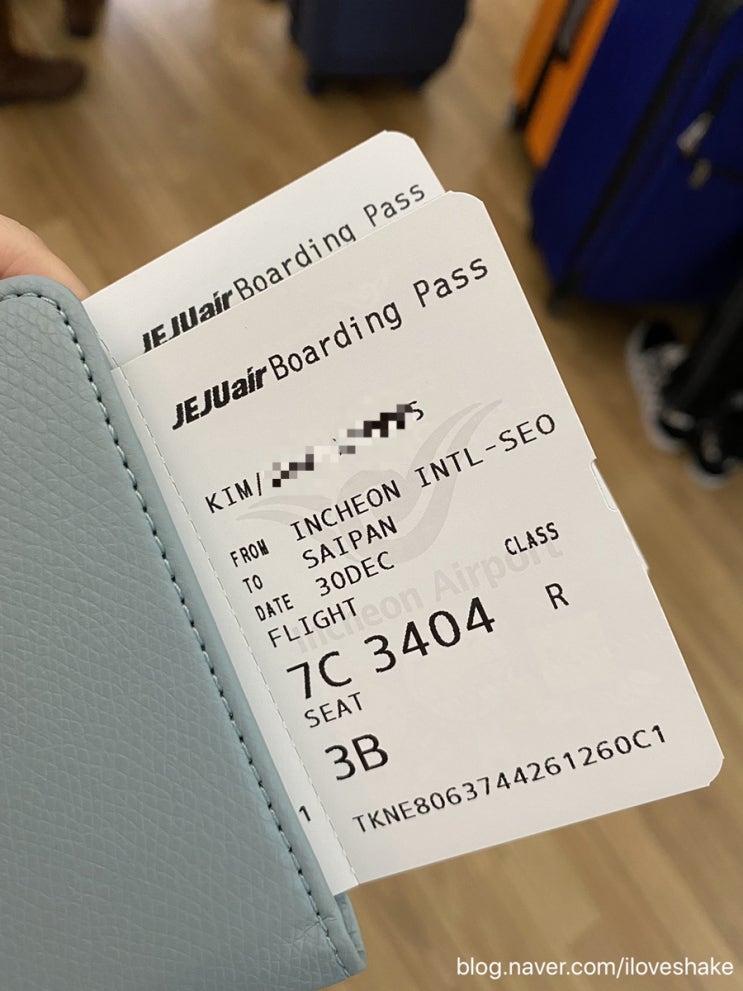 JEJUair Boarding Pass
JEJUair Boarding Pass
KIM/
FROM INCHEON INTL-SEO
TO SAIPAN
DATE 30DEC
FLIGHT CLASS
7C 3404 R
SEAT
3B
1 TKNE8063744261260C1
Incheon Airport
blog.naver.com/iloveshake